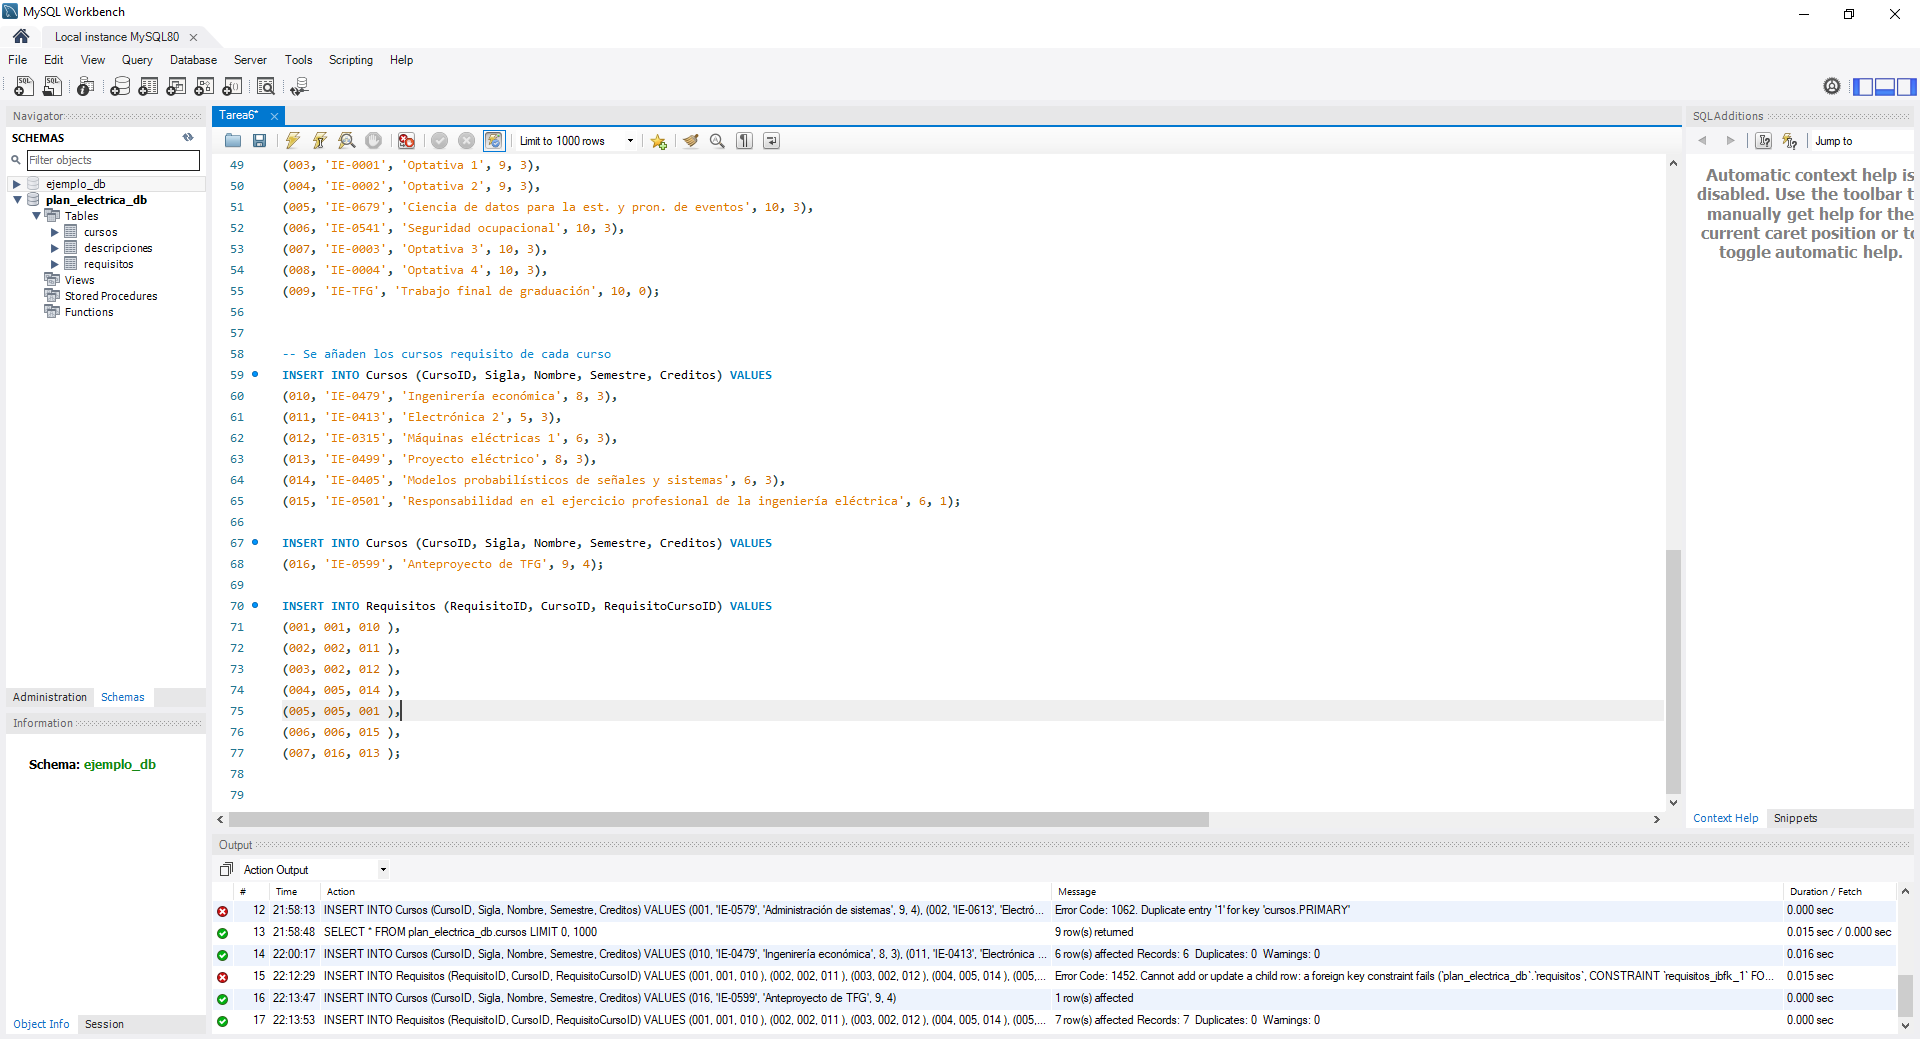 MySQL Workbench
Local instance MySQL80
File Edit View Query Database Server Tools Scripting Help
Navigator
SCHEMAS
Filter objects
ejemplo_db
plan_electrica_db
Tables
cursos
descripciones
requisitos
Views
Stored Procedures
Functions
Administration Schemas
Information
Schema: ejemplo_db
Object Info Session
Tarea6*
Limit to 1000 rows
49 (003, 'IE-0001', 'Optativa 1', 9, 3),
50 (004, 'IE-0002', 'Optativa 2', 9, 3),
51 (005, 'IE-0679', 'Ciencia de datos para la est. y pron. de eventos', 10, 3),
52 (006, 'IE-0541', 'Seguridad ocupacional', 10, 3),
53 (007, 'IE-0003', 'Optativa 3', 10, 3),
54 (008, 'IE-0004', 'Optativa 4', 10, 3),
55 (009, 'IE-TFG', 'Trabajo final de graduación', 10, 0);
56
57
58 -- Se añaden los cursos requisito de cada curso
59 INSERT INTO Cursos (CursoID, Sigla, Nombre, Semestre, Creditos) VALUES
60 (010, 'IE-0479', 'Ingenirería económica', 8, 3),
61 (011, 'IE-0413', 'Electrónica 2', 5, 3),
62 (012, 'IE-0315', 'Máquinas eléctricas 1', 6, 3),
63 (013, 'IE-0499', 'Proyecto eléctrico', 8, 3),
64 (014, 'IE-0405', 'Modelos probabilísticos de señales y sistemas', 6, 3),
65 (015, 'IE-0501', 'Responsabilidad en el ejercicio profesional de la ingeniería eléctrica', 6, 1);
66
67 INSERT INTO Cursos (CursoID, Sigla, Nombre, Semestre, Creditos) VALUES
68 (016, 'IE-0599', 'Anteproyecto de TFG', 9, 4);
69
70 INSERT INTO Requisitos (RequisitoID, CursoID, RequisitoCursoID) VALUES
71 (001, 001, 010 ),
72 (002, 002, 011 ),
73 (003, 002, 012 ),
74 (004, 005, 014 ),
75 (005, 005, 001 ),
76 (006, 006, 015 ),
77 (007, 016, 013 );
78
79
SQLAdditions
Jump to
Automatic context help is
disabled. Use the toolbar t
manually get help for the
current caret position or to
toggle automatic help.
Context Help Snippets
Output
Action Output
# Time Action Message Duration / Fetch
12 21:58:13 INSERT INTO Cursos (CursoID, Sigla, Nombre, Semestre, Creditos) VALUES (001, 'IE-0579', 'Administración de sistemas', 9, 4), (002, 'IE-0613', 'Electró... Error Code: 1062. Duplicate entry '1' for key 'cursos.PRIMARY' 0.000 sec
13 21:58:48 SELECT * FROM plan_electrica_db.cursos LIMIT 0, 1000 9 row(s) returned 0.015 sec / 0.000 sec
14 22:00:17 INSERT INTO Cursos (CursoID, Sigla, Nombre, Semestre, Creditos) VALUES (010, 'IE-0479', 'Ingenirería económica', 8, 3), (011, 'IE-0413', 'Electrónica ... 6 row(s) affected Records: 6 Duplicates: 0 Warnings: 0 0.016 sec
15 22:12:29 INSERT INTO Requisitos (RequisitoID, CursoID, RequisitoCursoID) VALUES (001, 001, 010 ), (002, 002, 011 ), (003, 002, 012 ), (004, 005, 014 ), (005,... Error Code: 1452. Cannot add or update a child row: a foreign key constraint fails (`plan_electrica_db`.`requisitos`, CONSTRAINT `requisitos_ibfk_1` FO... 0.015 sec
16 22:13:47 INSERT INTO Cursos (CursoID, Sigla, Nombre, Semestre, Creditos) VALUES (016, 'IE-0599', 'Anteproyecto de TFG', 9, 4) 1 row(s) affected 0.000 sec
17 22:13:53 INSERT INTO Requisitos (RequisitoID, CursoID, RequisitoCursoID) VALUES (001, 001, 010 ), (002, 002, 011 ), (003, 002, 012 ), (004, 005, 014 ), (005,... 7 row(s) affected Records: 7 Duplicates: 0 Warnings: 0 0.000 sec